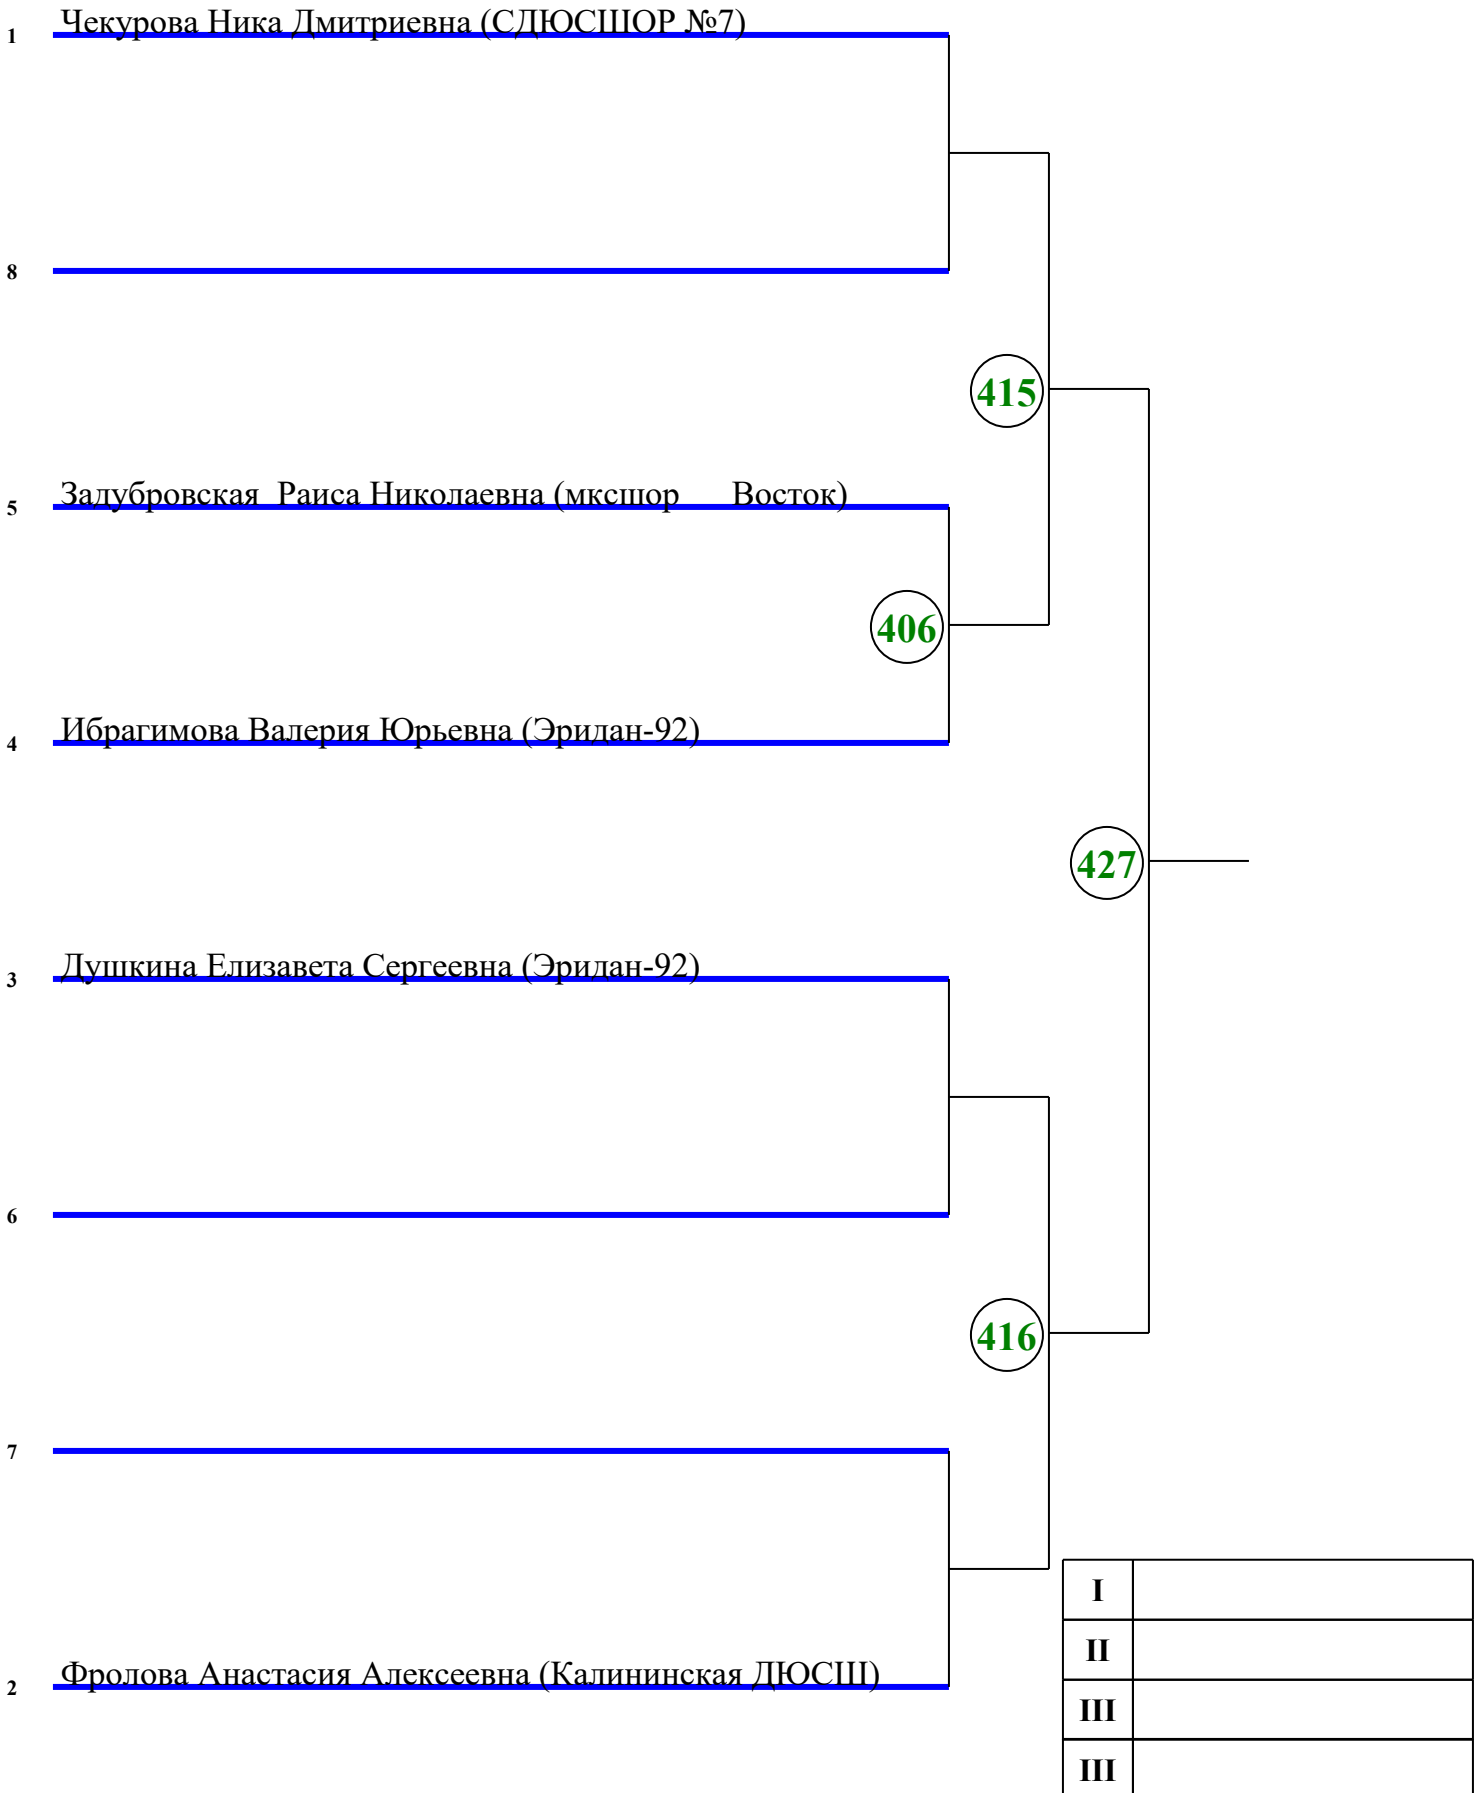 1 Чекурова Ника Дмитриевна (СДЮСШОР №7)
8
415
5 Задубровская Раиса Николаевна (мксшор Восток)
406
4 Ибрагимова Валерия Юрьевна (Эридан-92)
427
3 Душкина Елизавета Сергеевна (Эридан-92)
6
416
7
I
II
2 Фролова Анастасия Алексеевна (Калининская ДЮСШ)
III
III